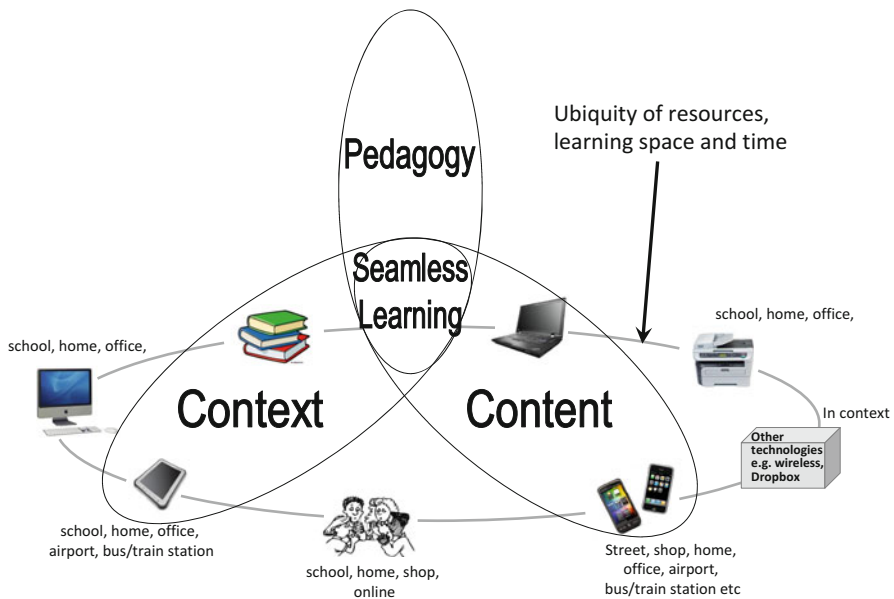 Pedagogy
Ubiquity of resources,
learning space and time
Seamless
Learning
school, home, office,
school, home, office,
Context
Content
In context
Other
technologies
e.g. wireless,
Dropbox
school, home, office,
airport, bus/train station
school, home, shop,
online
Street, shop, home,
office, airport,
bus/train station etc